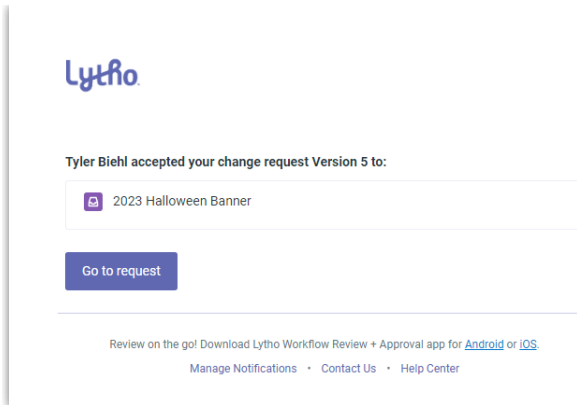 Lytho
Tyler Biehl accepted your change request Version 5 to:
2023 Halloween Banner
Go to request
Review on the go! Download Lytho Workflow Review + Approval app for Android or iOS.
Manage Notifications • Contact Us • Help Center